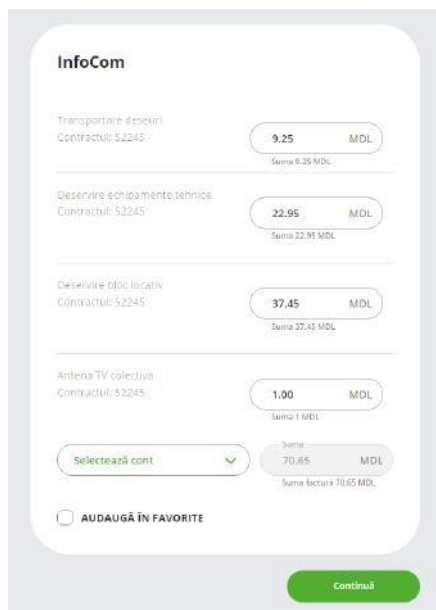 InfoCom
Transportare deseuri
Contractul: 52245
9.25 MDL
Suma 9.25 MDL
Deservire echipamente tehnice
Contractul: 52245
22.95 MDL
Suma 22.95 MDL
Deservire bloc locativ
Contractul: 52245
37.45 MDL
Suma 37.45 MDL
Antena TV colectiva
Contractul: 52245
1.00 MDL
Suma 1 MDL
Selectează cont
Suma
70.65 MDL
Suma facturii 70.65 MDL
AUDAUGĂ ÎN FAVORITE
Continuă